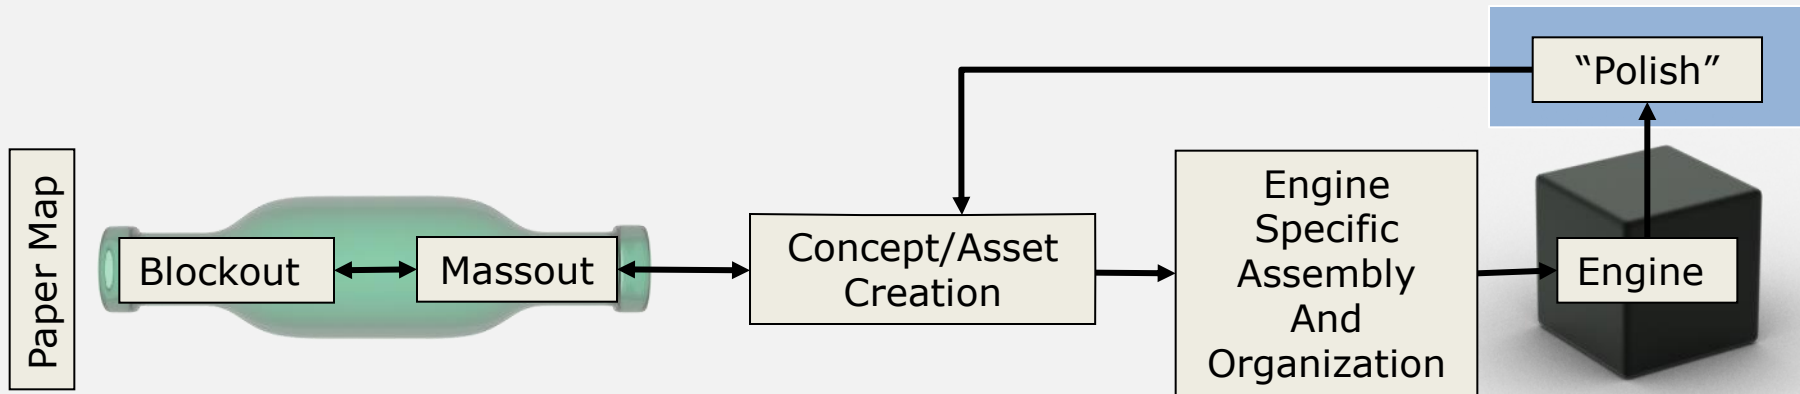 Paper Map
Blockout
Massout
Concept/Asset
Creation
Engine
Specific
Assembly
And
Organization
Engine
“Polish”